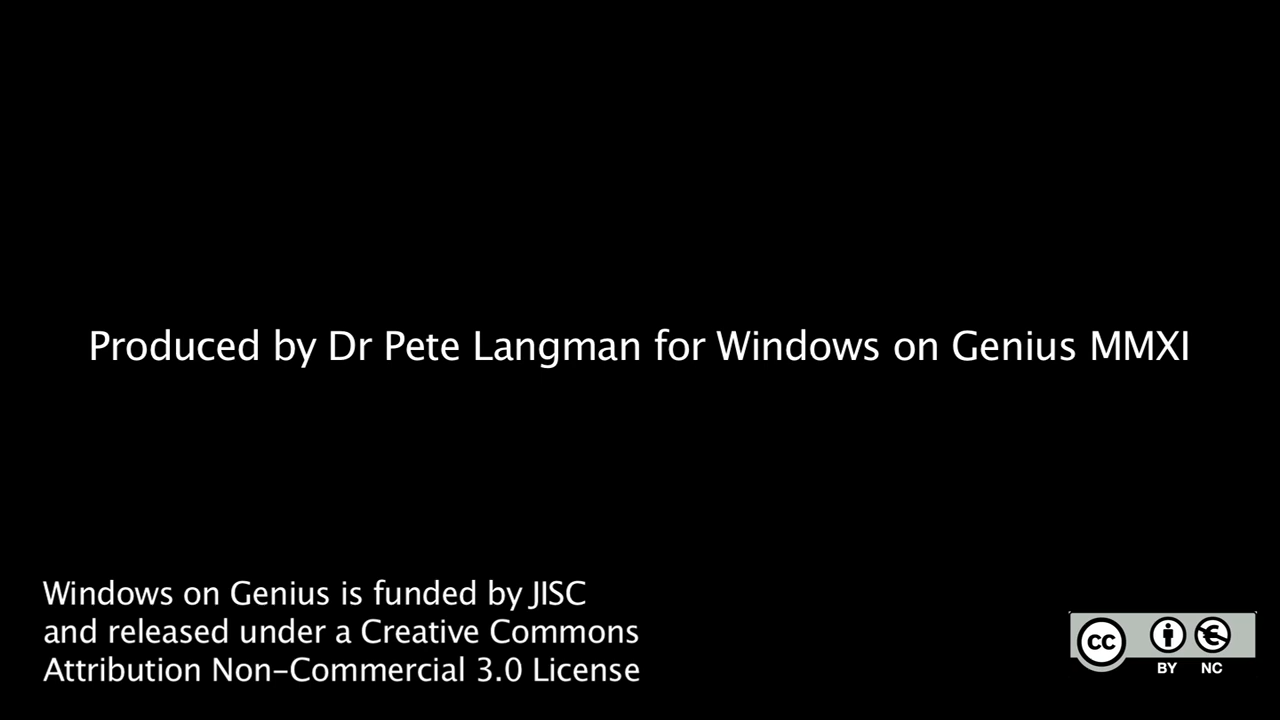 Produced by Dr Pete Langman for Windows on Genius MMXI
Windows on Genius is funded by JISC
and released under a Creative Commons
Attribution Non-Commercial 3.0 License
cc
BY NC